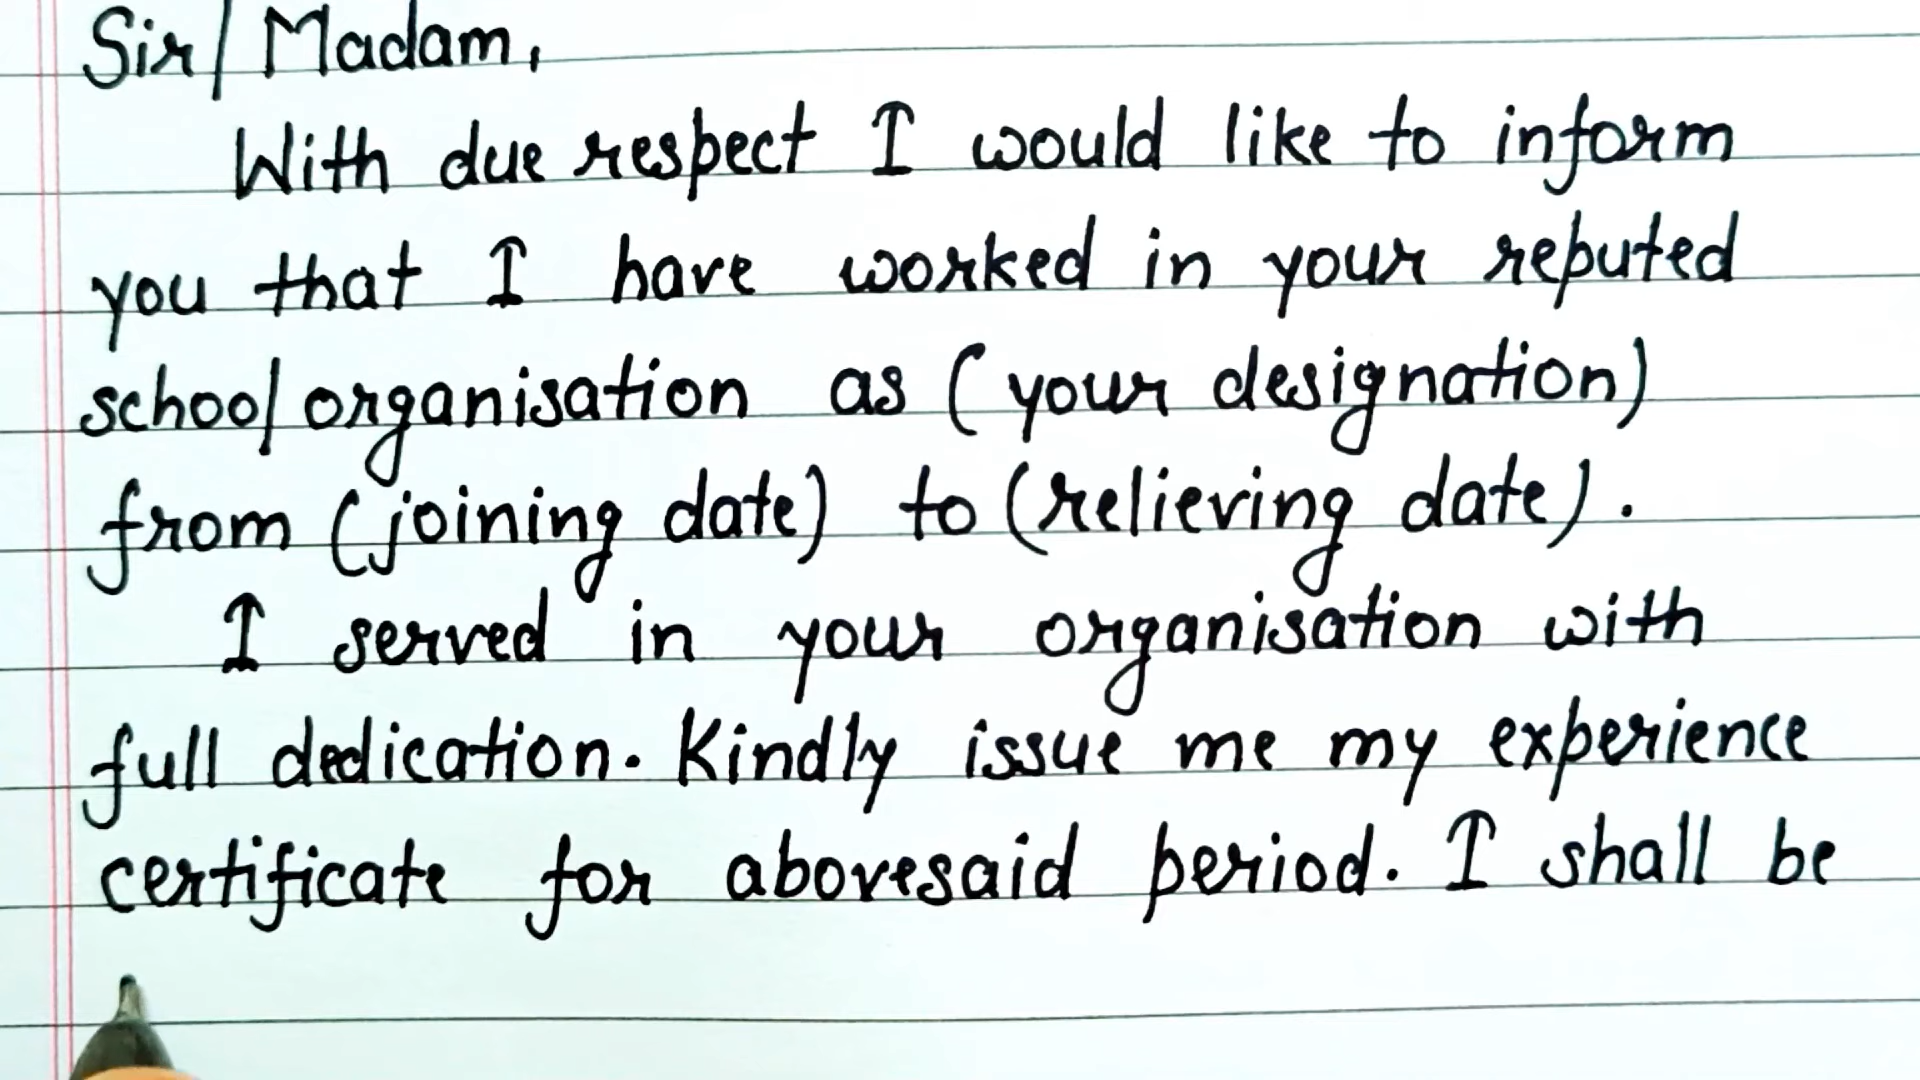 Sir/Madam,
With due respect I would like to inform
you that I have worked in your reputed
school/organisation as (your designation)
from (joining date) to (relieving date).
I served in your organisation with
full dedication. Kindly issue me my experience
certificate for abovesaid period. I shall be